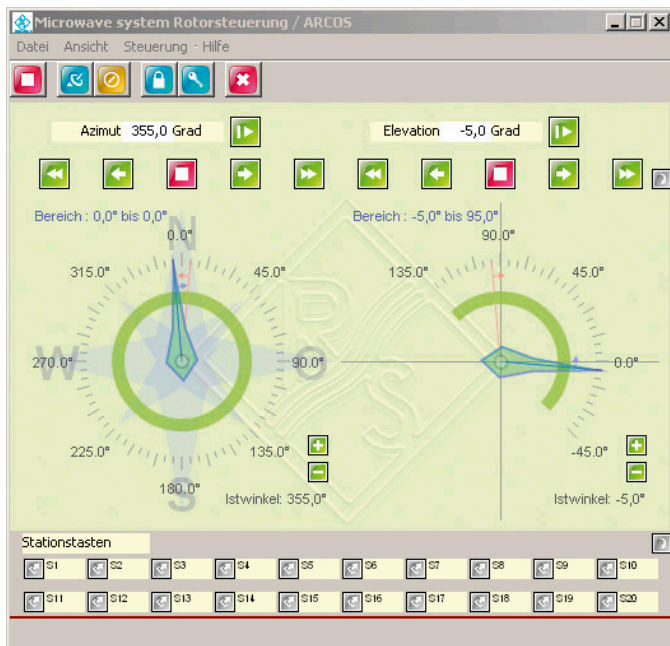 Microwave system Rotorsteuerung / ARCOS
Datei Ansicht Steuerung - Hilfe
Azimut 355,0 Grad
Elevation -5,0 Grad
Bereich : 0,0° bis 0,0°
Bereich : -5,0° bis 95,0°
N
0.0°
90.0°
315.0°
45.0°
135.0°
45.0°
270.0°
W
O
90.0°
0.0°
225.0°
135.0°
-45.0°
180.0°
S
Istwinkel: 355,0°
Istwinkel: -5,0°
P
S
Stationstasten
S1 S2 S3 S4 S5 S6 S7 S8 S9 S10
S11 S12 S13 S14 S15 S16 S17 S18 S19 S20